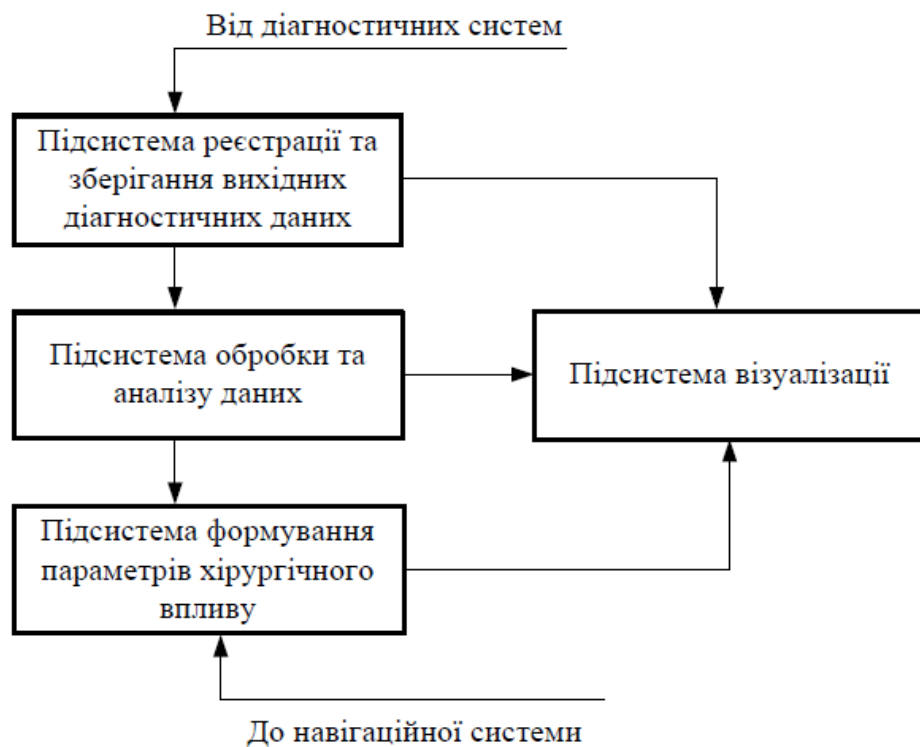 Від діагностичних систем
Підсистема реєстрації та
зберігання вихідних
діагностичних даних
Підсистема обробки та
аналізу даних
Підсистема візуалізації
Підсистема формування
параметрів хірургічного
впливу
До навігаційної системи